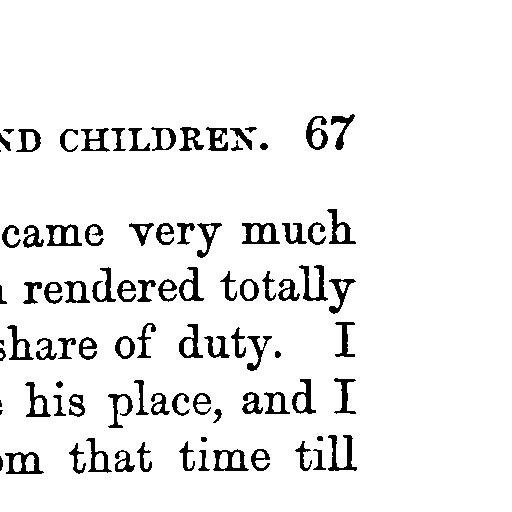 ND CHILDREN. 67
came very much
rendered totally
share of duty. I
his place, and I
om that time till